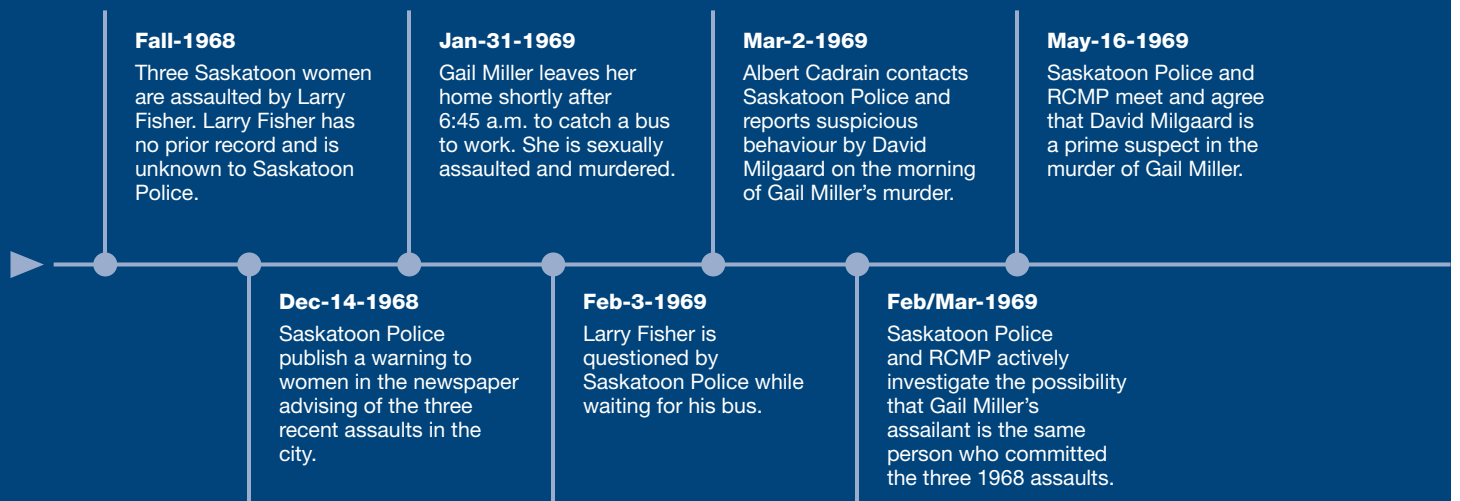 Fall-1968
Three Saskatoon women
are assaulted by Larry
Fisher. Larry Fisher has
no prior record and is
unknown to Saskatoon
Police.
Dec-14-1968
Saskatoon Police
publish a warning to
women in the newspaper
advising of the three
recent assaults in the
city.
Jan-31-1969
Gail Miller leaves her
home shortly after
6:45 a.m. to catch a bus
to work. She is sexually
assaulted and murdered.
Feb-3-1969
Larry Fisher is
questioned by
Saskatoon Police while
waiting for his bus.
Mar-2-1969
Albert Cadrain contacts
Saskatoon Police and
reports suspicious
behaviour by David
Milgaard on the morning
of Gail Miller’s murder.
Feb/Mar-1969
Saskatoon Police
and RCMP actively
investigate the possibility
that Gail Miller’s
assailant is the same
person who committed
the three 1968 assaults.
May-16-1969
Saskatoon Police and
RCMP meet and agree
that David Milgaard is
a prime suspect in the
murder of Gail Miller.